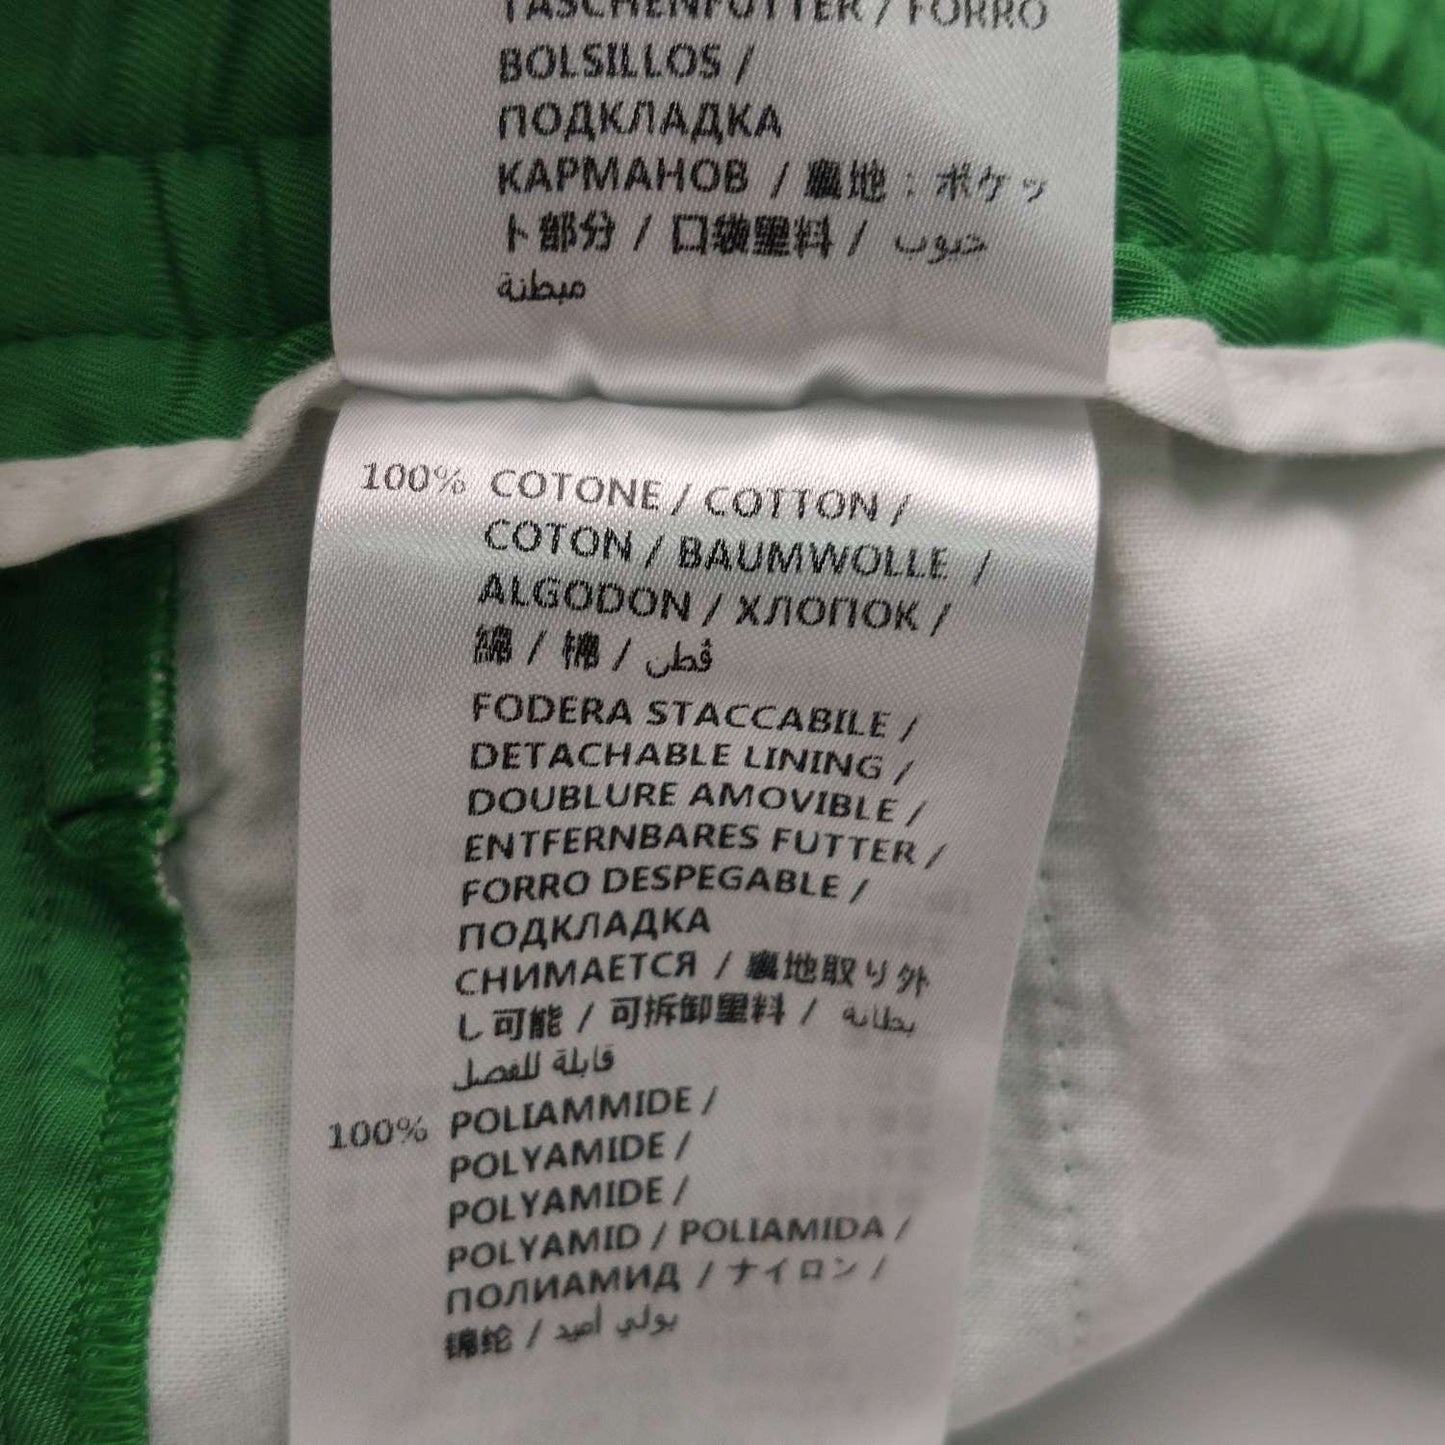 TASCHENFUTTER / FORRO
BOLSILLOS /
ПОДКЛАДКА
КАРМАНОВ / 裏地：ポケッ
ト部分 / 口袋里料 / جيوب
مبطنة
100% COTONE / COTTON /
COTON / BAUMWOLLE /
ALGODON / ХЛОПОК /
綿 / 棉 / قطن
FODERA STACCABILE /
DETACHABLE LINING /
DOUBLURE AMOVIBLE /
ENTFERNBARES FUTTER /
FORRO DESPEGABLE /
ПОДКЛАДКА
СНИМАЕТСЯ / 裏地取り外
し可能 / 可拆卸里料 / بطانة
قابلة للفصل
100% POLIAMMIDE /
POLYAMIDE /
POLYAMIDE /
POLYAMID / POLIAMIDA /
ПОЛИАМИД / ナイロン /
锦纶 / بولي أميد